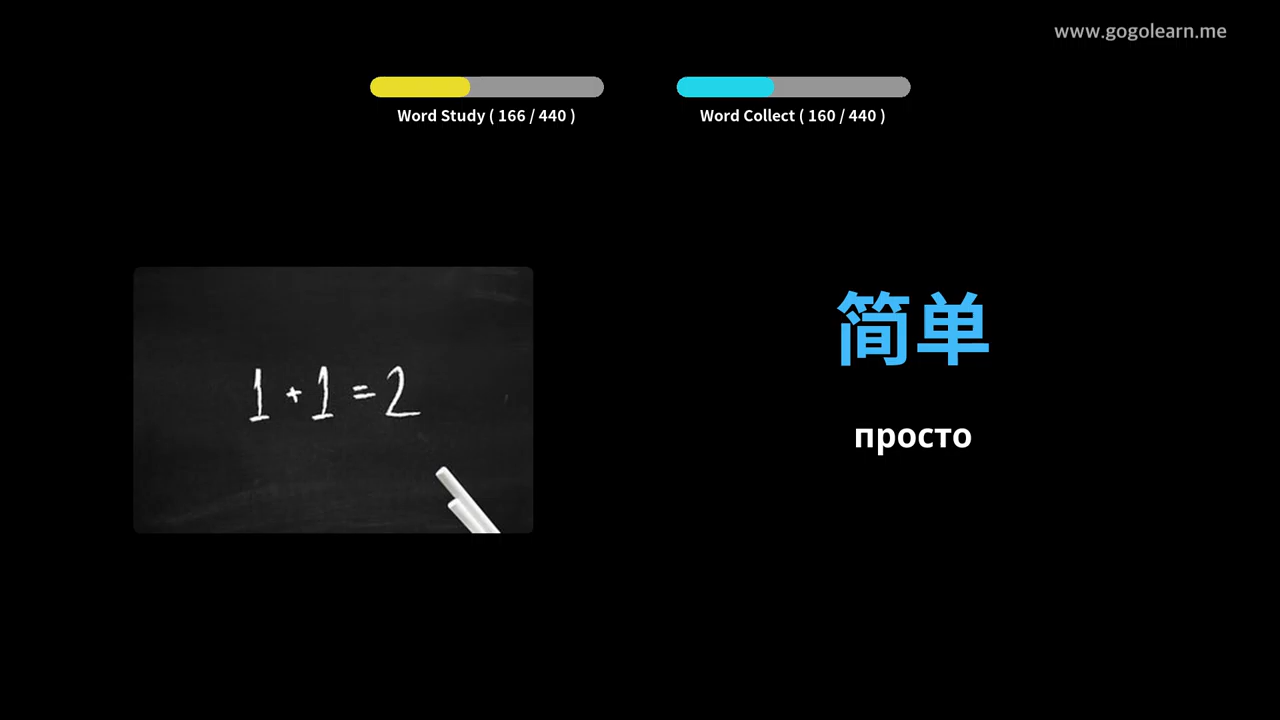 www.gogolearn.me
Word Study ( 166 / 440 )
Word Collect ( 160 / 440 )
1 + 1 = 2
简单
просто